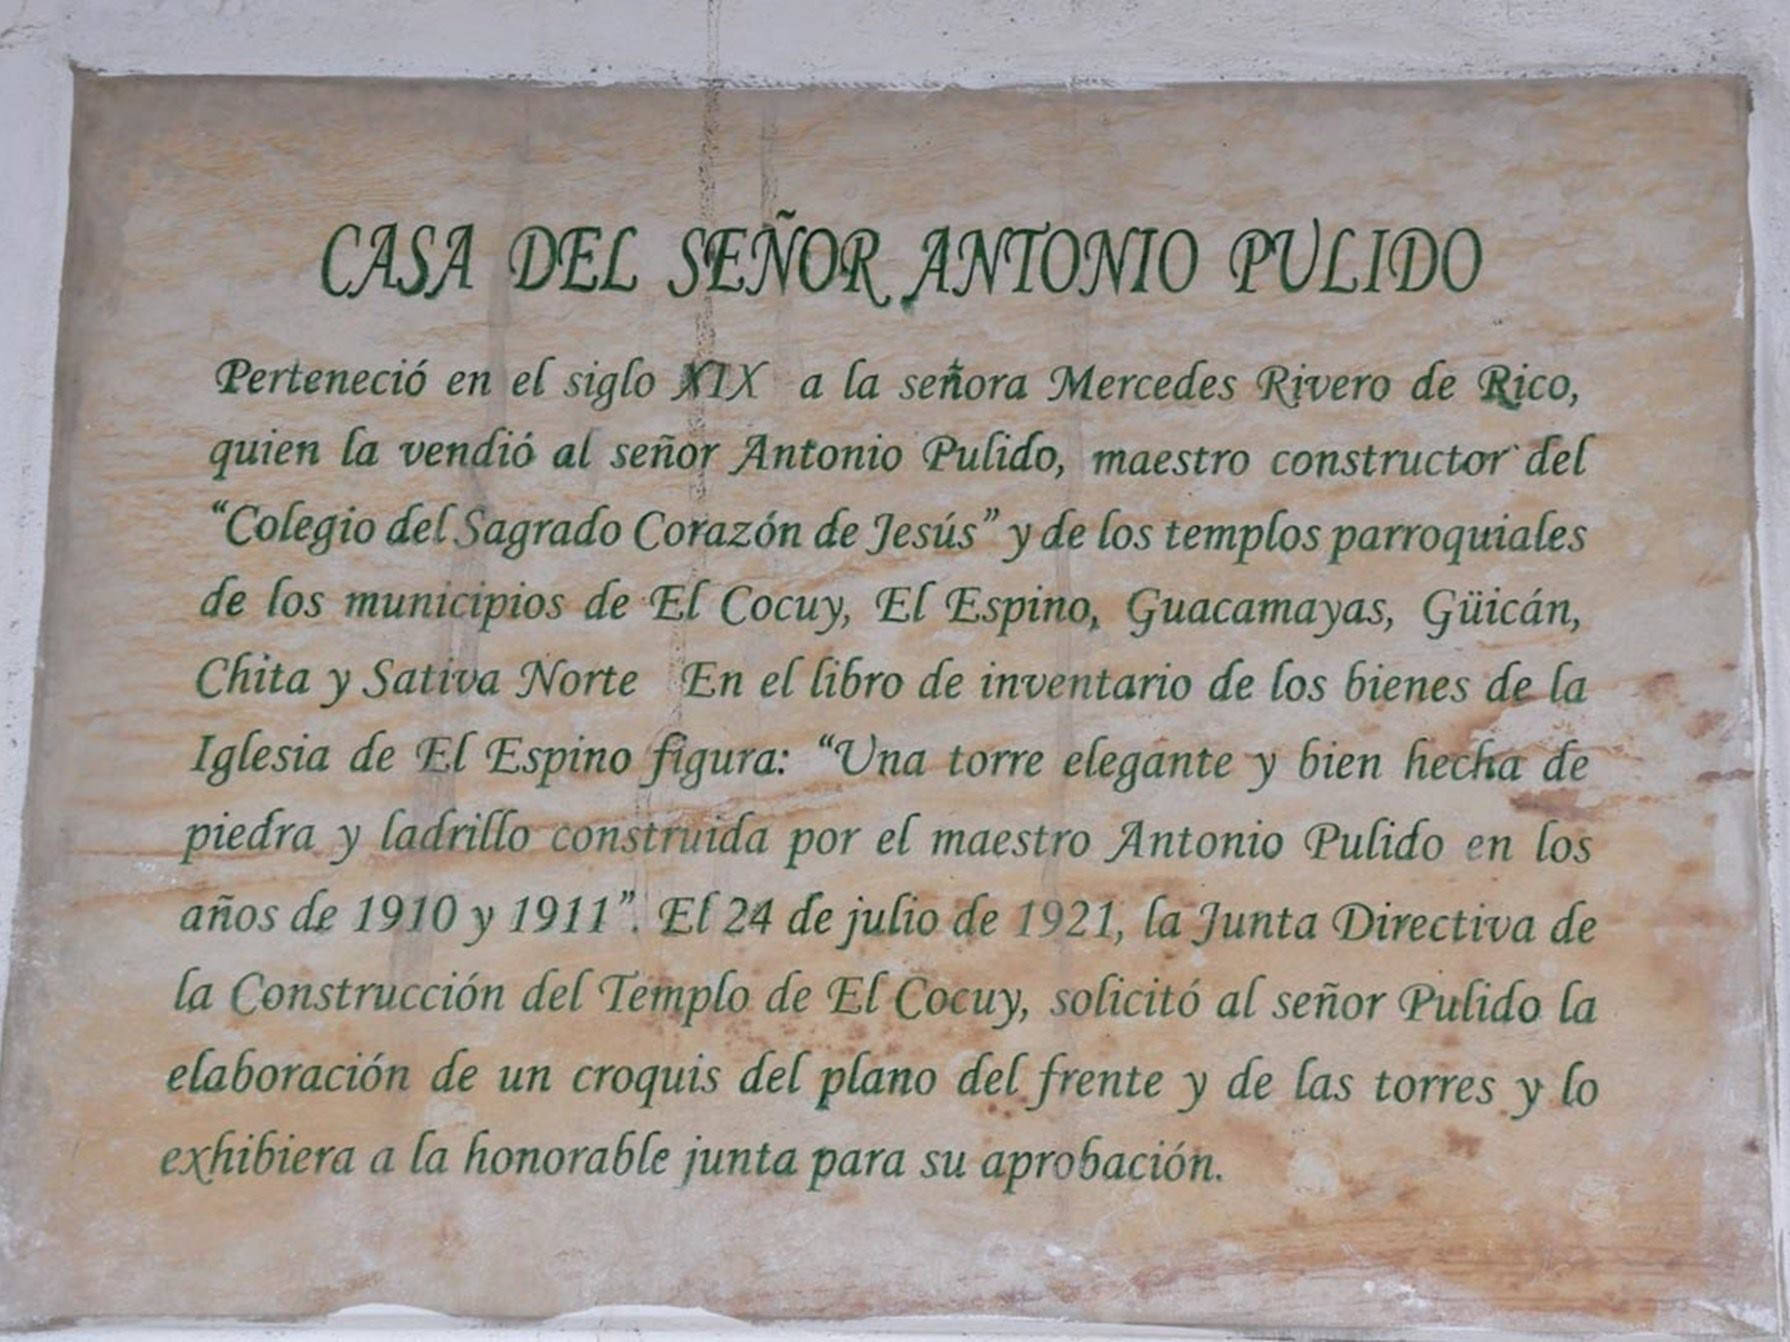 CASA DEL SEÑOR ANTONIO PULIDO
Perteneció en el siglo XIX a la señora Mercedes Rivero de Rico,
quien la vendió al señor Antonio Pulido, maestro constructor del
“Colegio del Sagrado Corazón de Jesús” y de los templos parroquiales
de los municipios de El Cocuy, El Espino, Guacamayas, Güicán,
Chita y Sativa Norte En el libro de inventario de los bienes de la
Iglesia de El Espino figura: “Una torre elegante y bien hecha de
piedra y ladrillo construida por el maestro Antonio Pulido en los
años de 1910 y 1911”. El 24 de julio de 1921, la Junta Directiva de
la Construcción del Templo de El Cocuy, solicitó al señor Pulido la
elaboración de un croquis del plano del frente y de las torres y lo
exhibiera a la honorable junta para su aprobación.